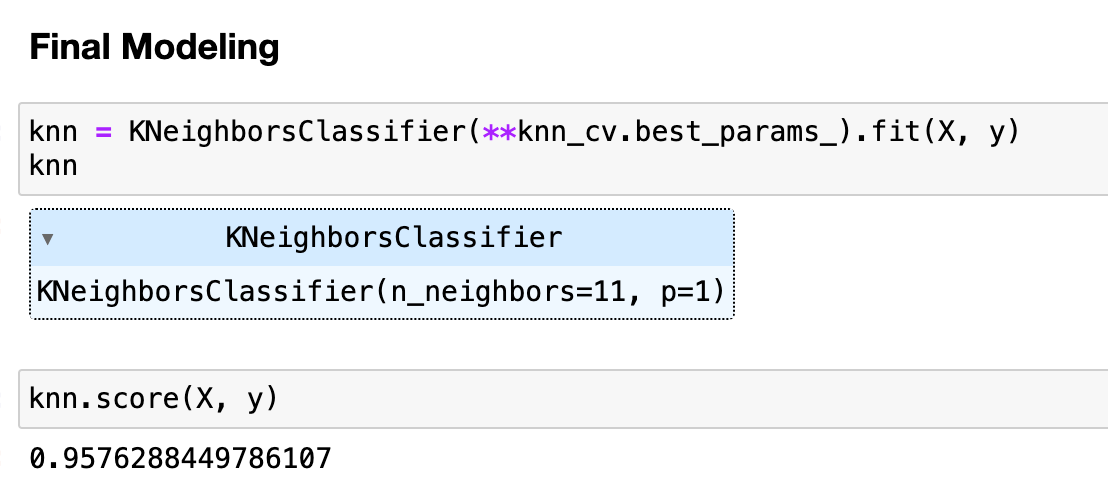 Final Modeling
knn = KNeighborsClassifier(**knn_cv.best_params_).fit(X, y)
knn
KNeighborsClassifier
KNeighborsClassifier(n_neighbors=11, p=1)
knn.score(X, y)
0.9576288449786107